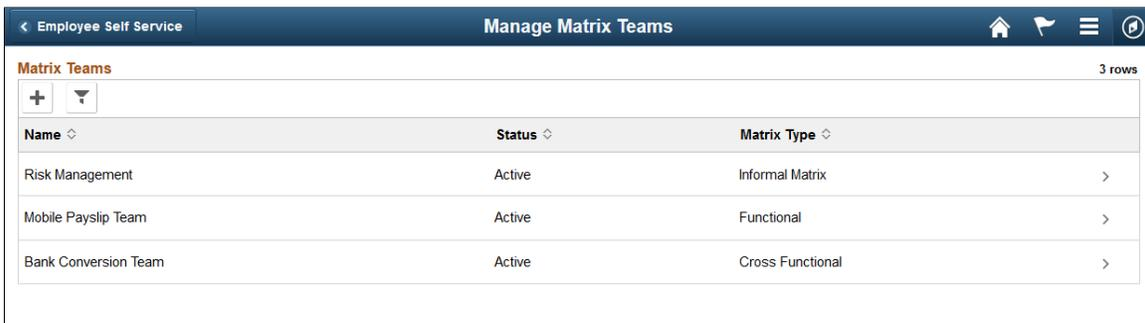 Employee Self Service Manage Matrix Teams
Matrix Teams 3 rows
Name Status Matrix Type
Risk Management Active Informal Matrix
Mobile Payslip Team Active Functional
Bank Conversion Team Active Cross Functional